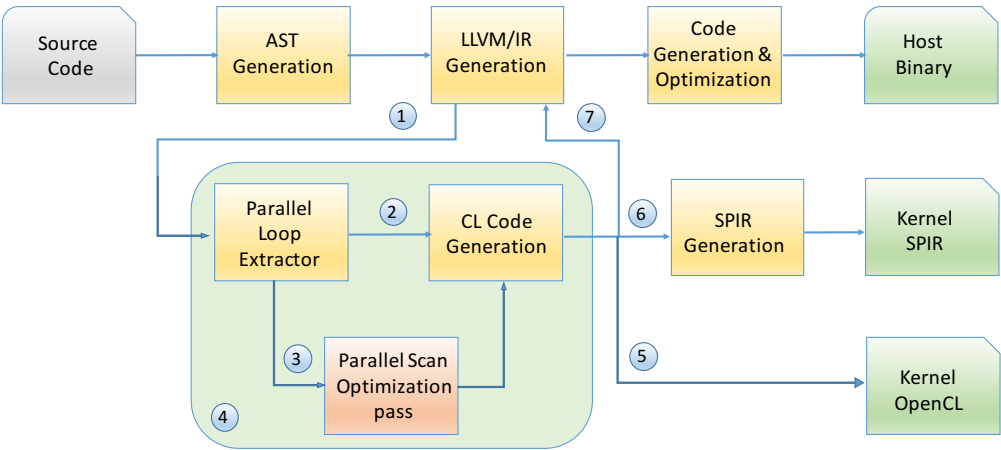 Source
Code
AST
Generation
LLVM/IR
Generation
Code
Generation &
Optimization
Host
Binary
1
7
Parallel
Loop
Extractor
2
CL Code
Generation
6
SPIR
Generation
Kernel
SPIR
3
Parallel Scan
Optimization
pass
5
Kernel
OpenCL
4